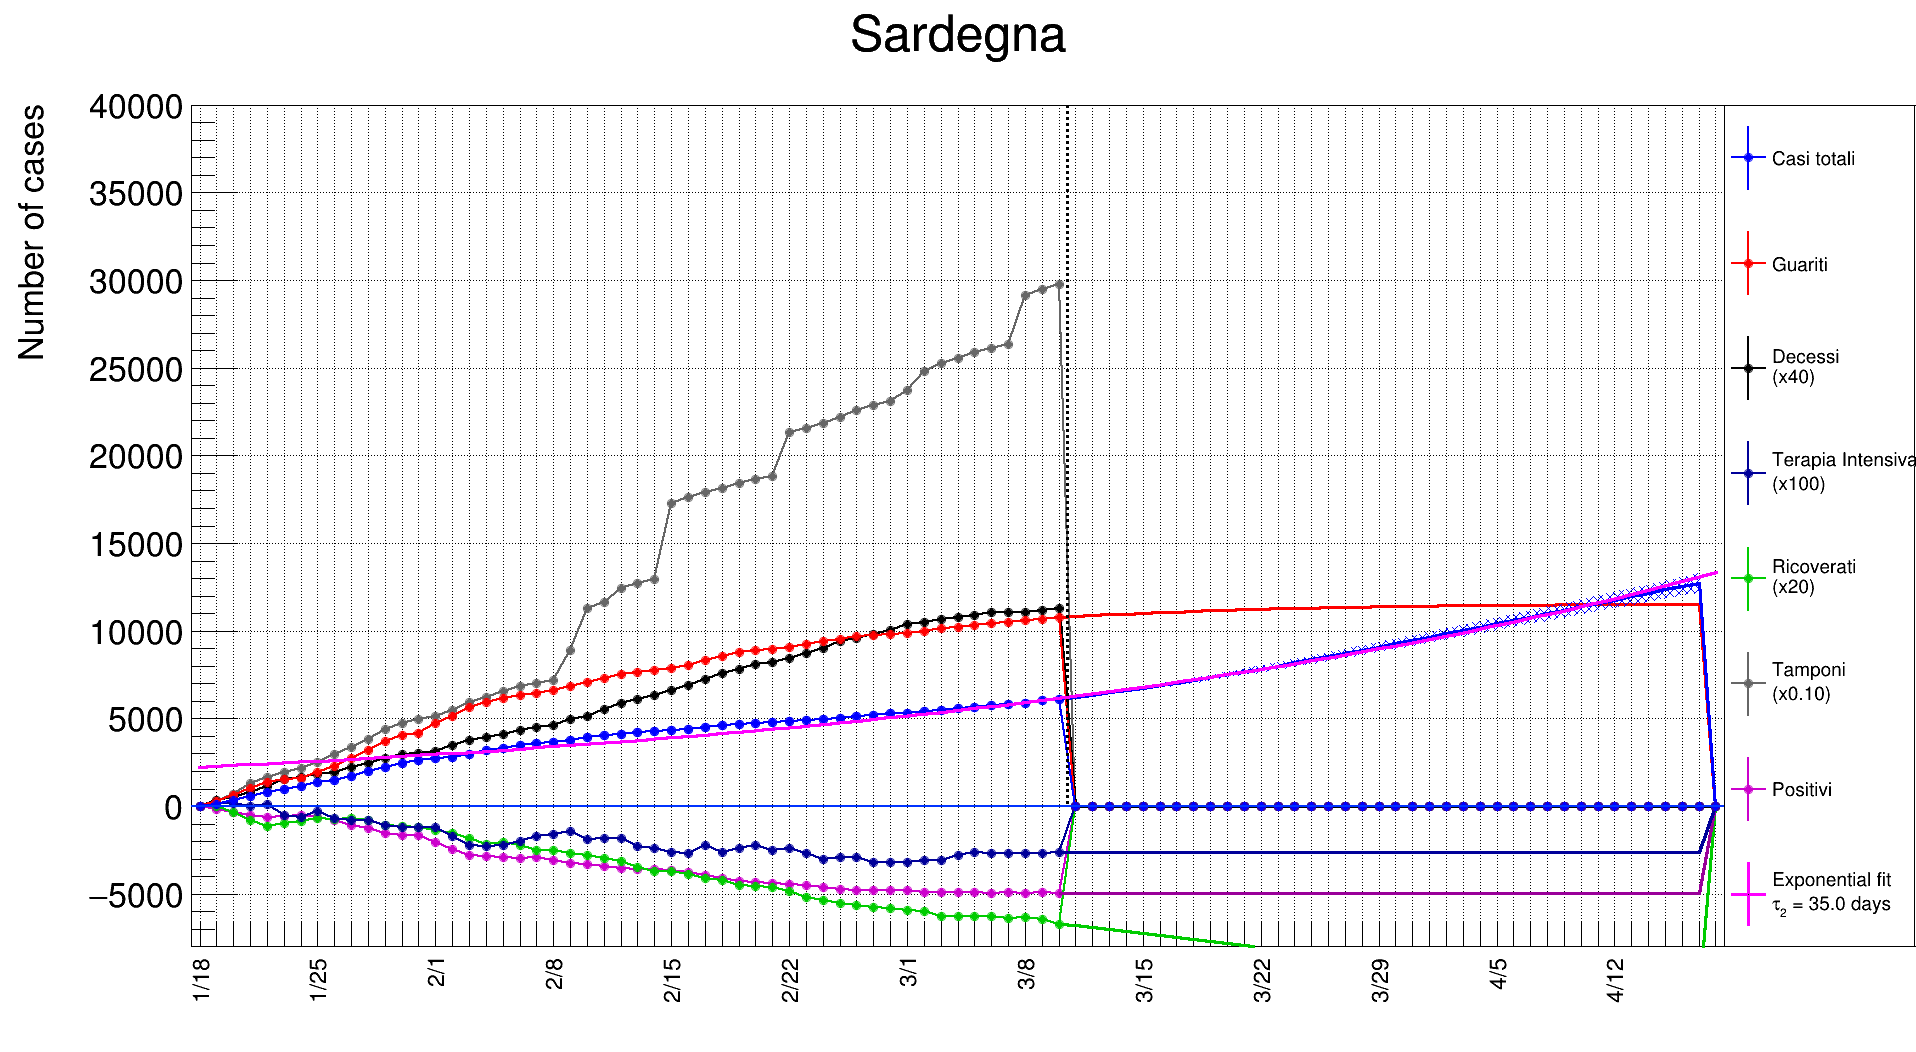 Sardegna
Number of cases
40000
35000
30000
25000
20000
15000
10000
5000
0
−5000
1/18
1/25
2/1
2/8
2/15
2/22
3/1
3/8
3/15
3/22
3/29
4/5
4/12
Casi totali
Guariti
Decessi
(x40)
Terapia Intensiva
(x100)
Ricoverati
(x20)
Tamponi
(x0.10)
Positivi
Exponential fit
τ2 = 35.0 days